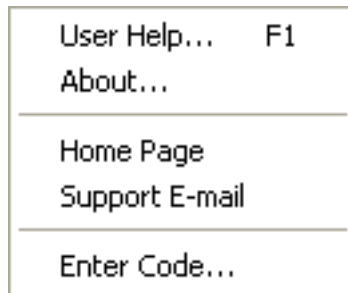 User Help... F1
About...
Home Page
Support E-mail
Enter Code...